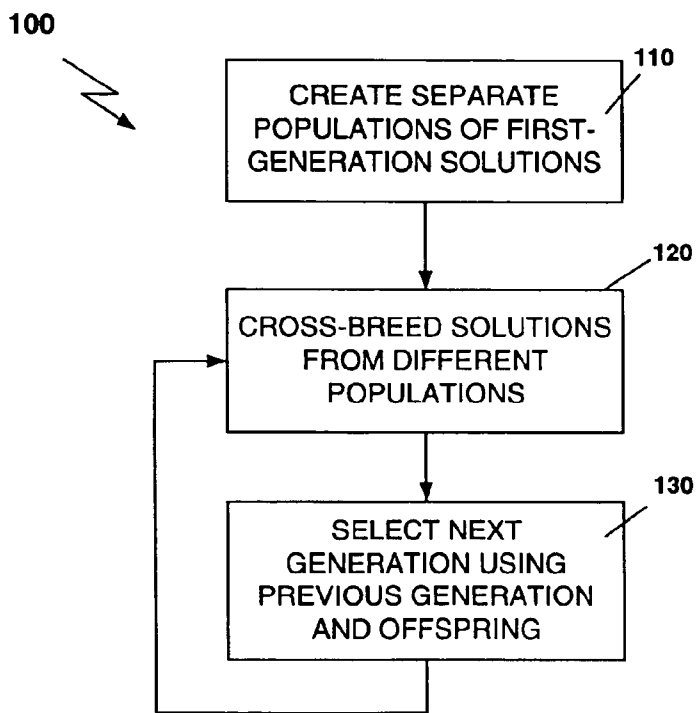 100
110
CREATE SEPARATE
POPULATIONS OF FIRST-
GENERATION SOLUTIONS
120
CROSS-BREED SOLUTIONS
FROM DIFFERENT
POPULATIONS
130
SELECT NEXT
GENERATION USING
PREVIOUS GENERATION
AND OFFSPRING